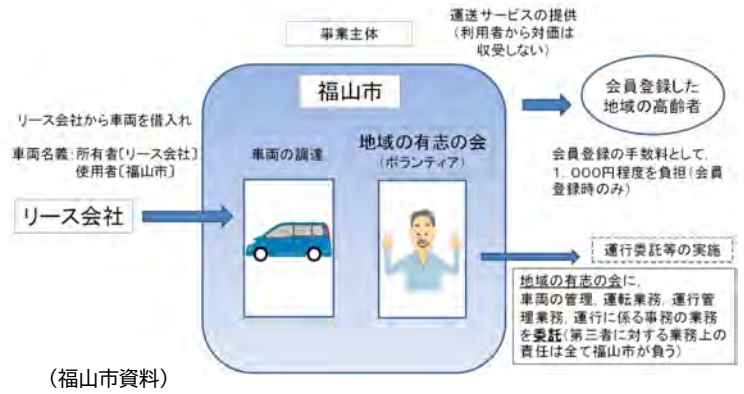 事業主体
運送サービスの提供
(利用者から対価は
収受しない)
福山市
会員登録した
地域の高齢者
リース会社から車両を借入れ
車両名義:所有者〔リース会社〕
使用者〔福山市〕
車両の調達
地域の有志の会
(ボランティア)
会員登録の手数料として、
1,000円程度を負担(会員
登録時のみ)
リース会社
運行委託等の実施
地域の有志の会に、
車両の管理、運転業務、運行管
理業務、運行に係る事務の業務
を委託(第三者に対する業務上の
責任は全て福山市が負う)
(福山市資料)